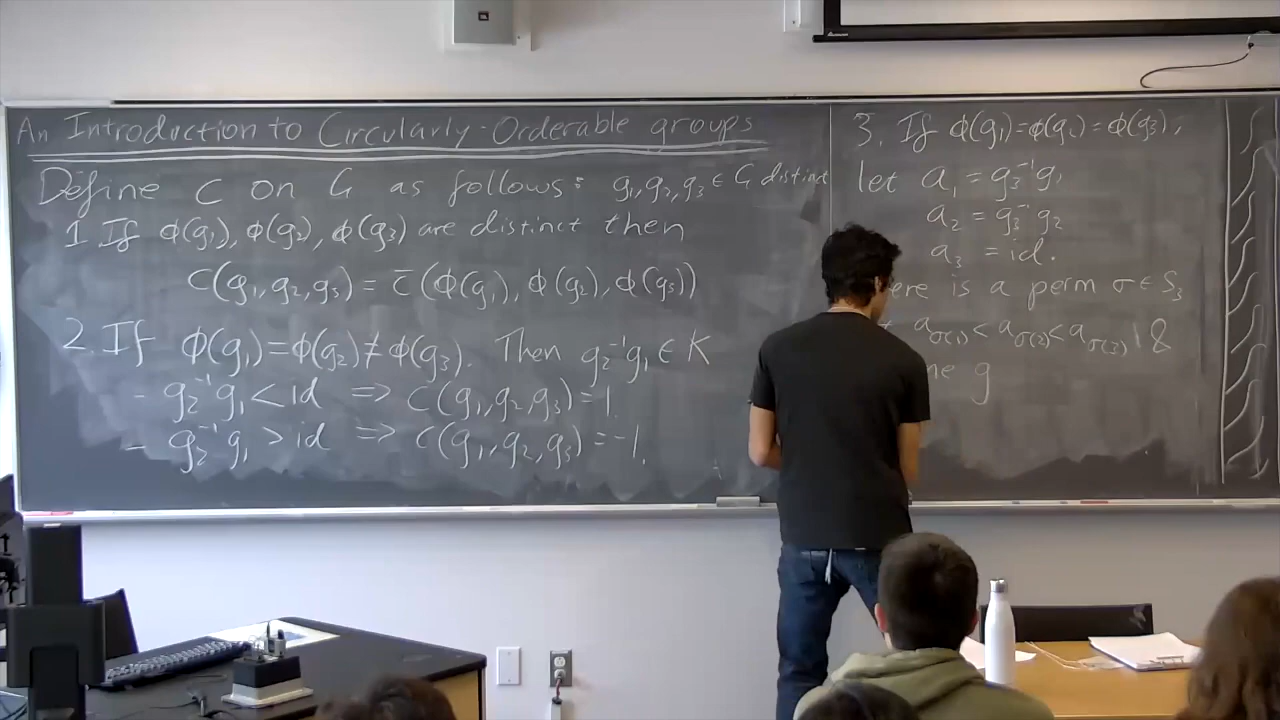 An Introduction to Circularly-Orderable groups
Define c on G as follows: g₁,g₂,g₃ ∈ G distinct
1. If ϕ(g₁), ϕ(g₂), ϕ(g₃) are distinct then
c(g₁,g₂,g₃) = c̄(ϕ(g₁), ϕ(g₂), ϕ(g₃))
2. If ϕ(g₁)=ϕ(g₂)≠ϕ(g₃). Then g₂⁻¹g₁ ∈ K
- g₂⁻¹g₁ < id ⇒ c(g₁,g₂,g₃)=1.
- g₂⁻¹g₁ > id ⇒ c(g₁,g₂,g₃)=-1.
3. If ϕ(g₁)=ϕ(g₂)=ϕ(g₃),
let a₁ = g₃⁻¹g₁
a₂ = g₃⁻¹g₂
a₃ = id.
is a perm σ∈S₃
a_σ(1) < a_σ(2) < a_σ(3), &
g